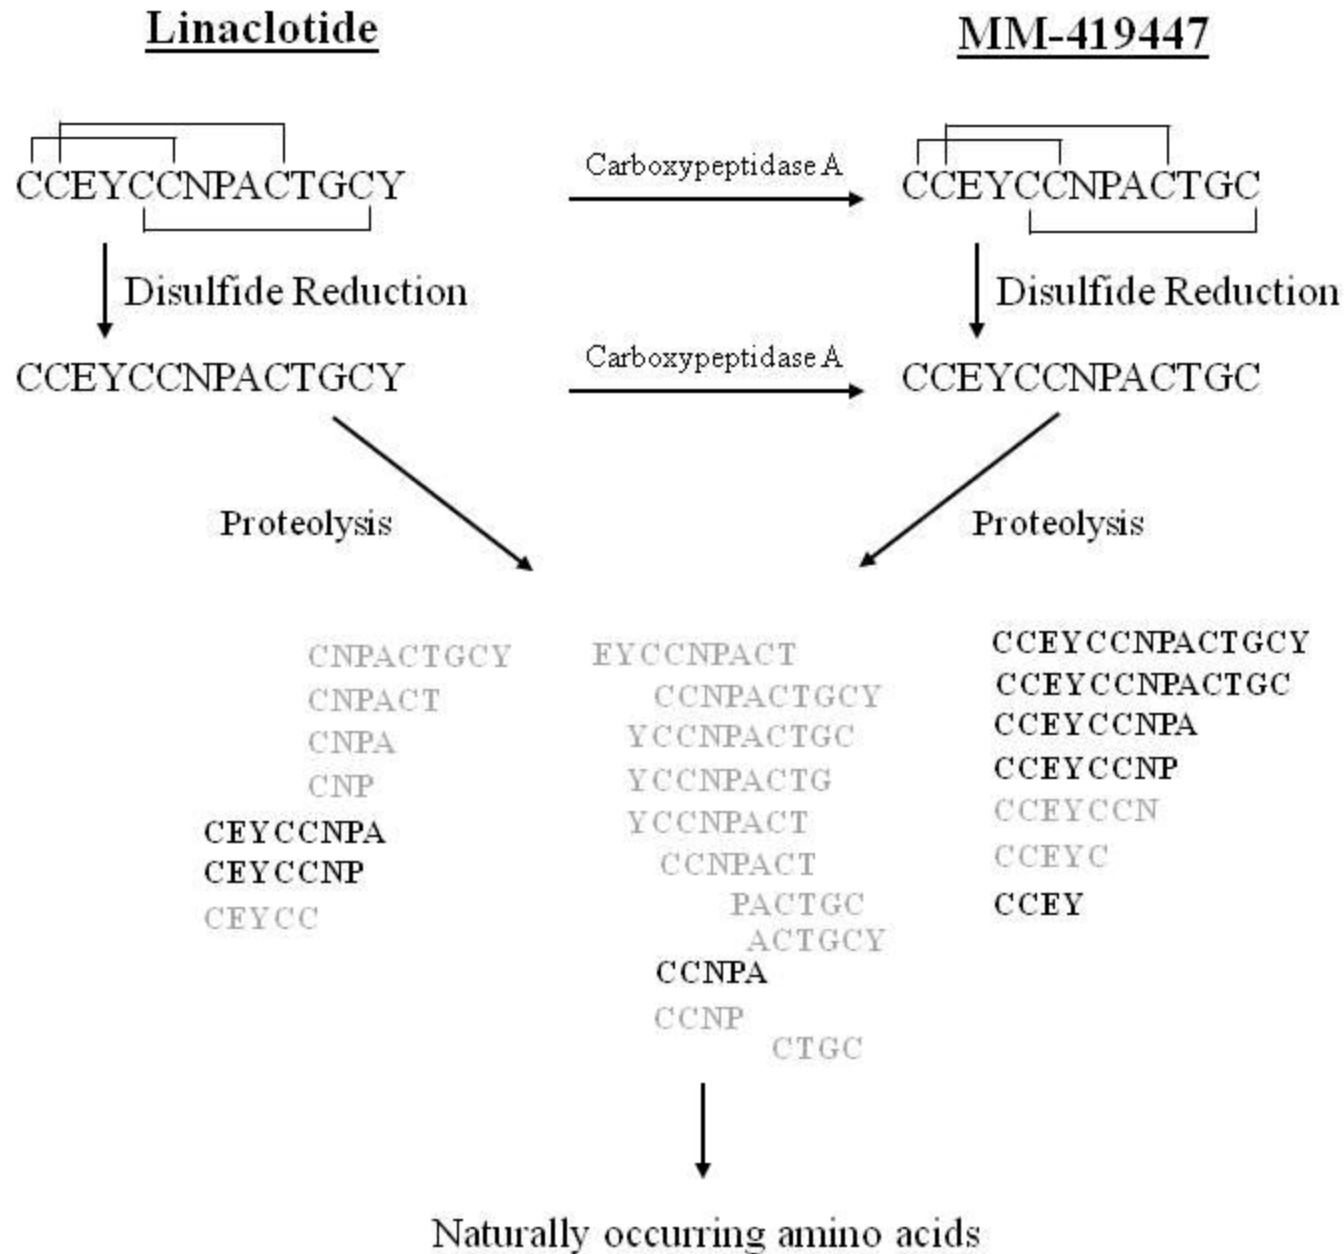 Linaclotide
MM-419447
CCEYCCNPACTGCY
Carboxypeptidase A
CCEYCCNPACTGC
Disulfide Reduction
Disulfide Reduction
CCEYCCNPACTGCY
Carboxypeptidase A
CCEYCCNPACTGC
Proteolysis
Proteolysis
CNPACTGCY
CNPACT
CNPA
CNP
CEYCCNPA
CEYCCNP
CEYCC
EYCCNPACT
CCNPACTGCY
YCCNPACTGC
YCCNPACTG
YCCNPACT
CCNPACT
PACTGC
ACTGCY
CCNPA
CCNP
CTGC
CCEYCCNPACTGCY
CCEYCCNPACTGC
CCEYCCNPA
CCEYCCNP
CCEYCCN
CCEYC
CCEY
Naturally occurring amino acids